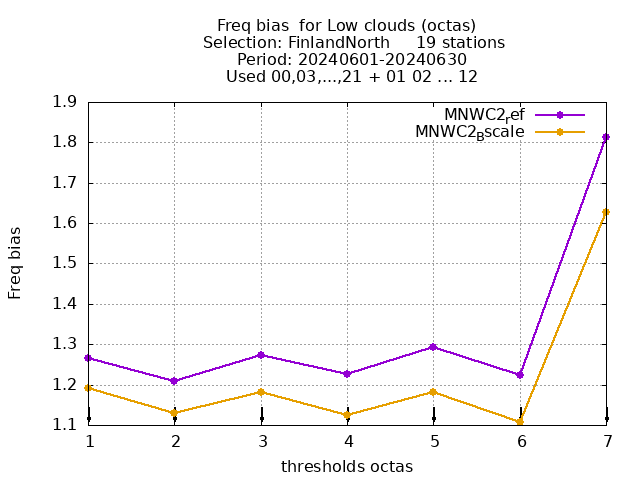 Freq bias  for Low clouds (octas)
Selection: FinlandNorth     19 stations
Period: 20240601-20240630
Used 00,03,...,21 + 01 02 ... 12
MNWC2_ref
MNWC2_Bscale
1.9
1.8
1.7
1.6
1.5
1.4
1.3
1.2
1.1
Freq bias
1 2 3 4 5 6 7
thresholds octas